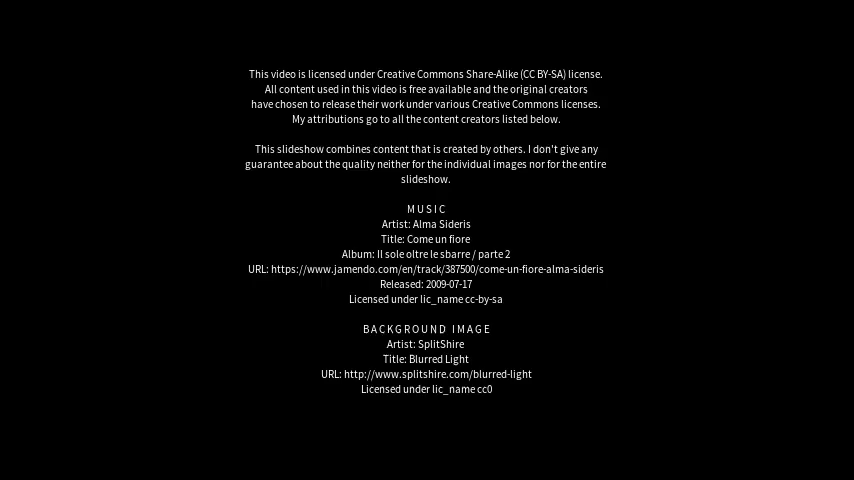 This video is licensed under Creative Commons Share-Alike (CC BY-SA) license.
All content used in this video is free available and the original creators
have chosen to release their work under various Creative Commons licenses.
My attributions go to all the content creators listed below.
This slideshow combines content that is created by others. I don't give any
guarantee about the quality neither for the individual images nor for the entire
slideshow.
MUSIC
Artist: Alma Sideris
Title: Come un fiore
Album: Il sole oltre le sbarre / parte 2
URL: https://www.jamendo.com/en/track/387500/come-un-fiore-alma-sideris
Released: 2009-07-17
Licensed under lic_name cc-by-sa
BACKGROUND IMAGE
Artist: SplitShire
Title: Blurred Light
URL: http://www.splitshire.com/blurred-light
Licensed under lic_name cc0